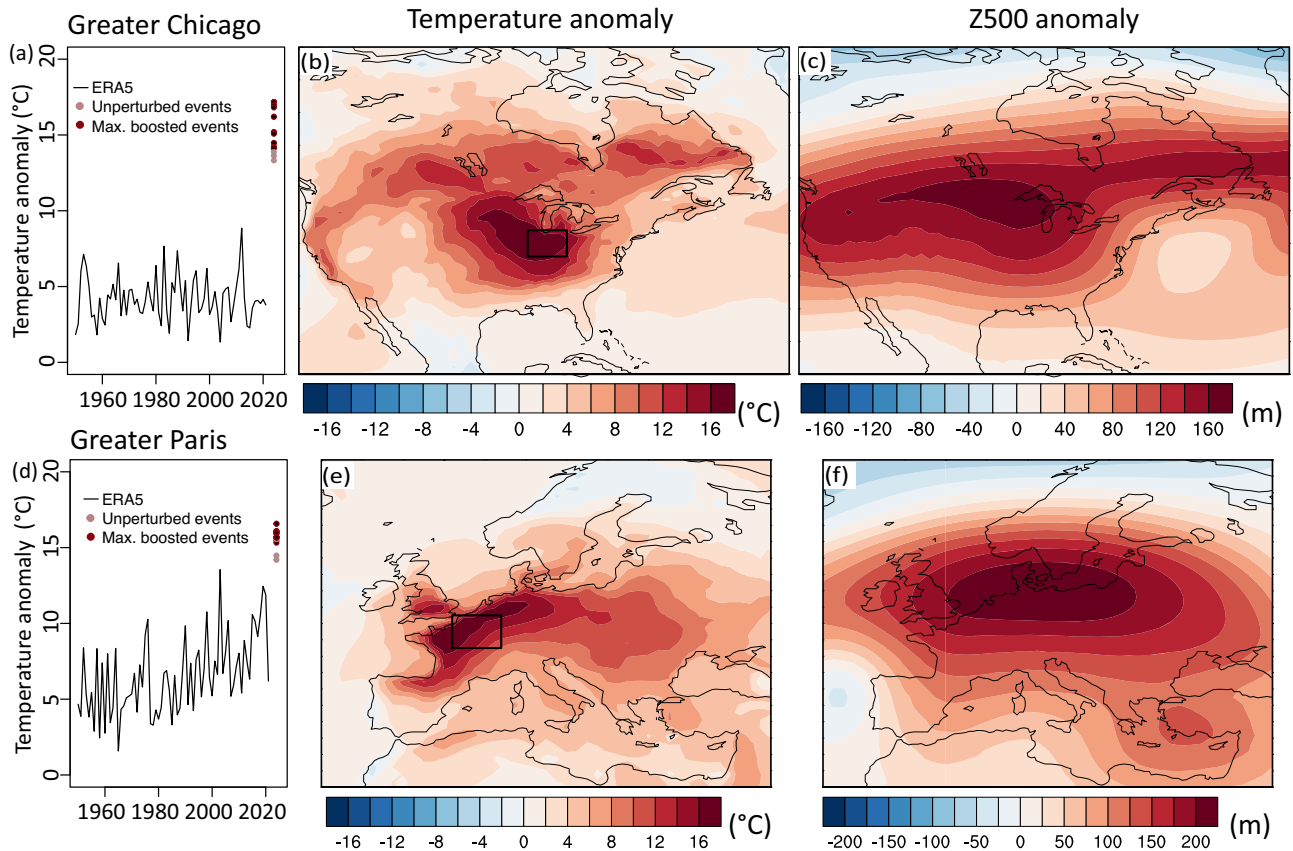 Greater Chicago
Temperature anomaly
Z500 anomaly
(a)
Temperature anomaly (°C)
20
15
10
5
0
ERA5
Unperturbed events
Max. boosted events
1960 1980 2000 2020
(b)
-16 -12 -8 -4 0 4 8 12 16 (°C)
(c)
-160 -120 -80 -40 0 40 80 120 160 (m)
Greater Paris
(d)
Temperature anomaly (°C)
20
15
10
5
0
ERA5
Unperturbed events
Max. boosted events
1960 1980 2000 2020
(e)
-16 -12 -8 -4 0 4 8 12 16 (°C)
(f)
-200 -150 -100 -50 0 50 100 150 200 (m)